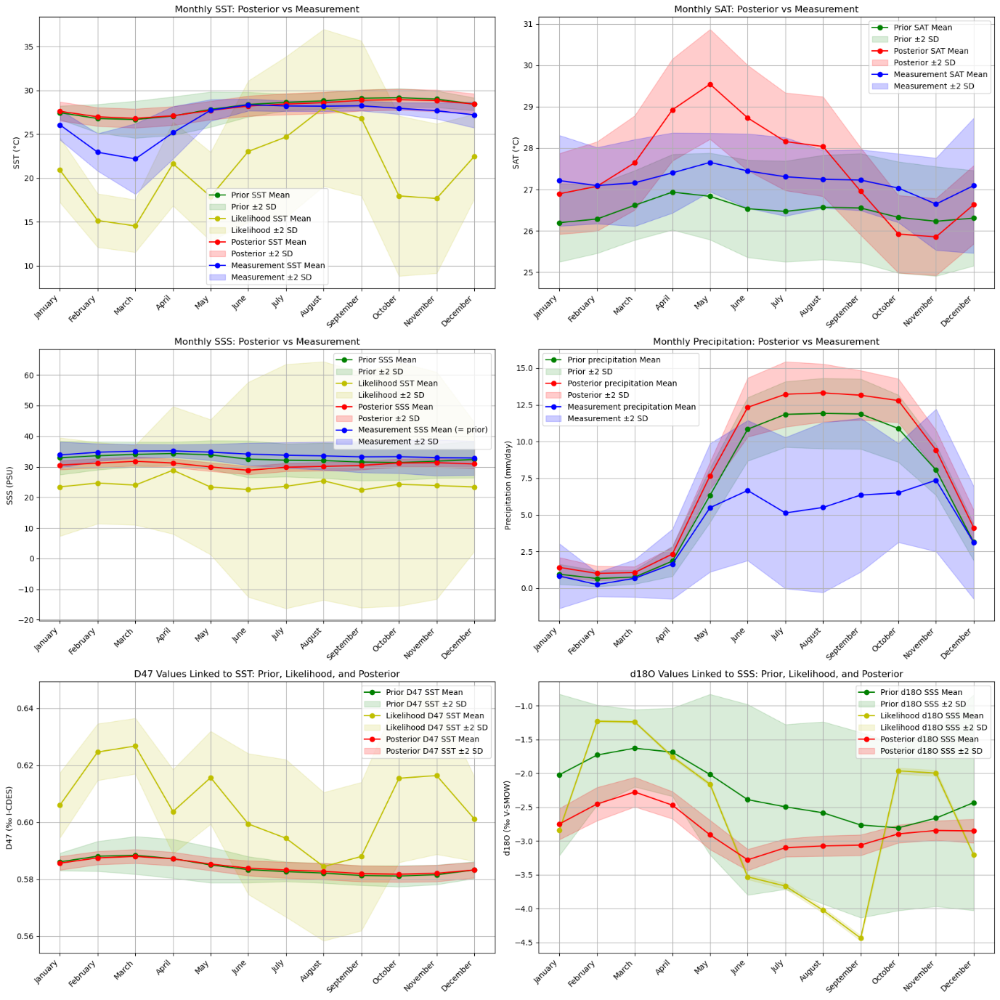 Monthly SST: Posterior vs Measurement
SST (°C)
35
30
25
20
15
10
Prior SST Mean
Prior ±2 SD
Likelihood SST Mean
Likelihood ±2 SD
Posterior SST Mean
Posterior ±2 SD
Measurement SST Mean
Measurement ±2 SD
January
February
March
April
May
June
July
August
September
October
November
December
Monthly SAT: Posterior vs Measurement
SAT (°C)
31
30
29
28
27
26
25
Prior SAT Mean
Prior ±2 SD
Posterior SAT Mean
Posterior ±2 SD
Measurement SAT Mean
Measurement ±2 SD
January
February
March
April
May
June
July
August
September
October
November
December
Monthly SSS: Posterior vs Measurement
SSS (PSU)
60
50
40
30
20
10
0
−10
−20
Prior SSS Mean
Prior ±2 SD
Likelihood SST Mean
Likelihood ±2 SD
Posterior SSS Mean
Posterior ±2 SD
Measurement SSS Mean (= prior)
Measurement ±2 SD
January
February
March
April
May
June
July
August
September
October
November
December
Monthly Precipitation: Posterior vs Measurement
Precipitation (mm/day)
15.0
12.5
10.0
7.5
5.0
2.5
0.0
Prior precipitation Mean
Prior ±2 SD
Posterior precipitation Mean
Posterior ±2 SD
Measurement precipitation Mean
Measurement ±2 SD
January
February
March
April
May
June
July
August
September
October
November
December
D47 Values Linked to SST: Prior, Likelihood, and Posterior
D47 (‰ I-CDES)
0.64
0.62
0.60
0.58
0.56
Prior D47 SST Mean
Prior D47 SST ±2 SD
Likelihood D47 SST Mean
Likelihood D47 SST ±2 SD
Posterior D47 SST Mean
Posterior D47 SST ±2 SD
January
February
March
April
May
June
July
August
September
October
November
December
d18O Values Linked to SSS: Prior, Likelihood, and Posterior
d18O (‰ V-SMOW)
−1.0
−1.5
−2.0
−2.5
−3.0
−3.5
−4.0
−4.5
Prior d18O SSS Mean
Prior d18O SSS ±2 SD
Likelihood d18O SSS Mean
Likelihood d18O SSS ±2 SD
Posterior d18O SSS Mean
Posterior d18O SSS ±2 SD
January
February
March
April
May
June
July
August
September
October
November
December